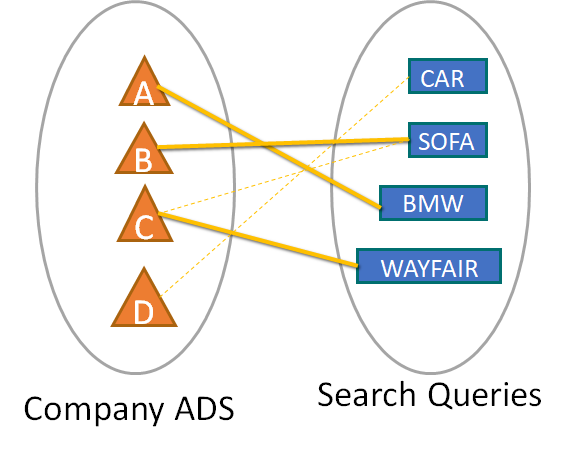 A
B
C
D
CAR
SOFA
BMW
WAYFAIR
Company ADS
Search Queries